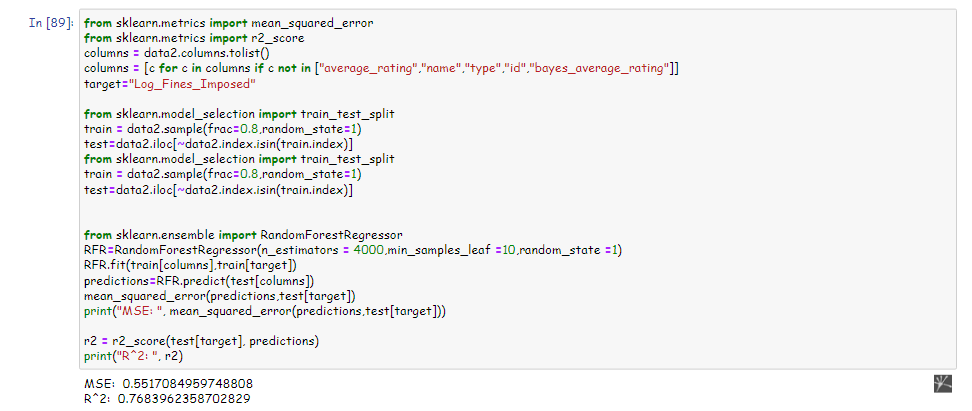 In [89]:
from sklearn.metrics import mean_squared_error
from sklearn.metrics import r2_score
columns = data2.columns.tolist()
columns = [c for c in columns if c not in ["average_rating","name","type","id","bayes_average_rating"]]
target="Log_Fines_Imposed"

from sklearn.model_selection import train_test_split
train = data2.sample(frac=0.8,random_state=1)
test=data2.iloc[~data2.index.isin(train.index)]
from sklearn.model_selection import train_test_split
train = data2.sample(frac=0.8,random_state=1)
test=data2.iloc[~data2.index.isin(train.index)]


from sklearn.ensemble import RandomForestRegressor
RFR=RandomForestRegressor(n_estimators = 4000,min_samples_leaf =10,random_state =1)
RFR.fit(train[columns],train[target])
predictions=RFR.predict(test[columns])
mean_squared_error(predictions,test[target])
print("MSE: ", mean_squared_error(predictions,test[target]))

r2 = r2_score(test[target], predictions)
print("R^2: ", r2)
MSE:  0.5517084959748808
R^2:  0.7683962358702829